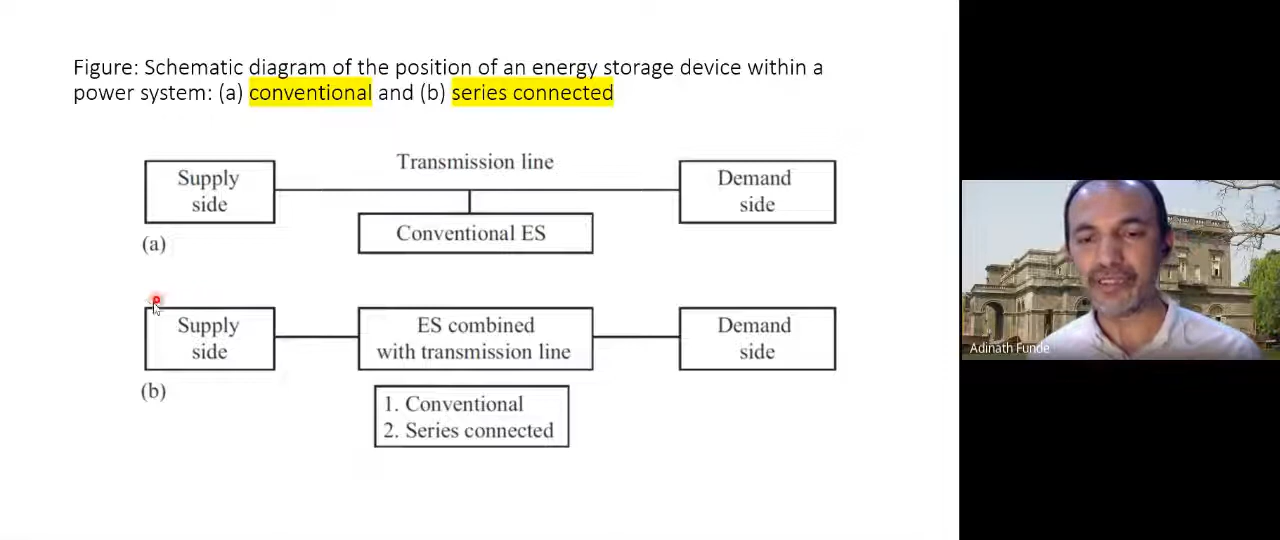 Figure: Schematic diagram of the position of an energy storage device within a
power system: (a) conventional and (b) series connected
Transmission line
Supply
side
Demand
side
Conventional ES
(a)
Supply
side
ES combined
with transmission line
Demand
side
(b)
1. Conventional
2. Series connected
Adinath Funde